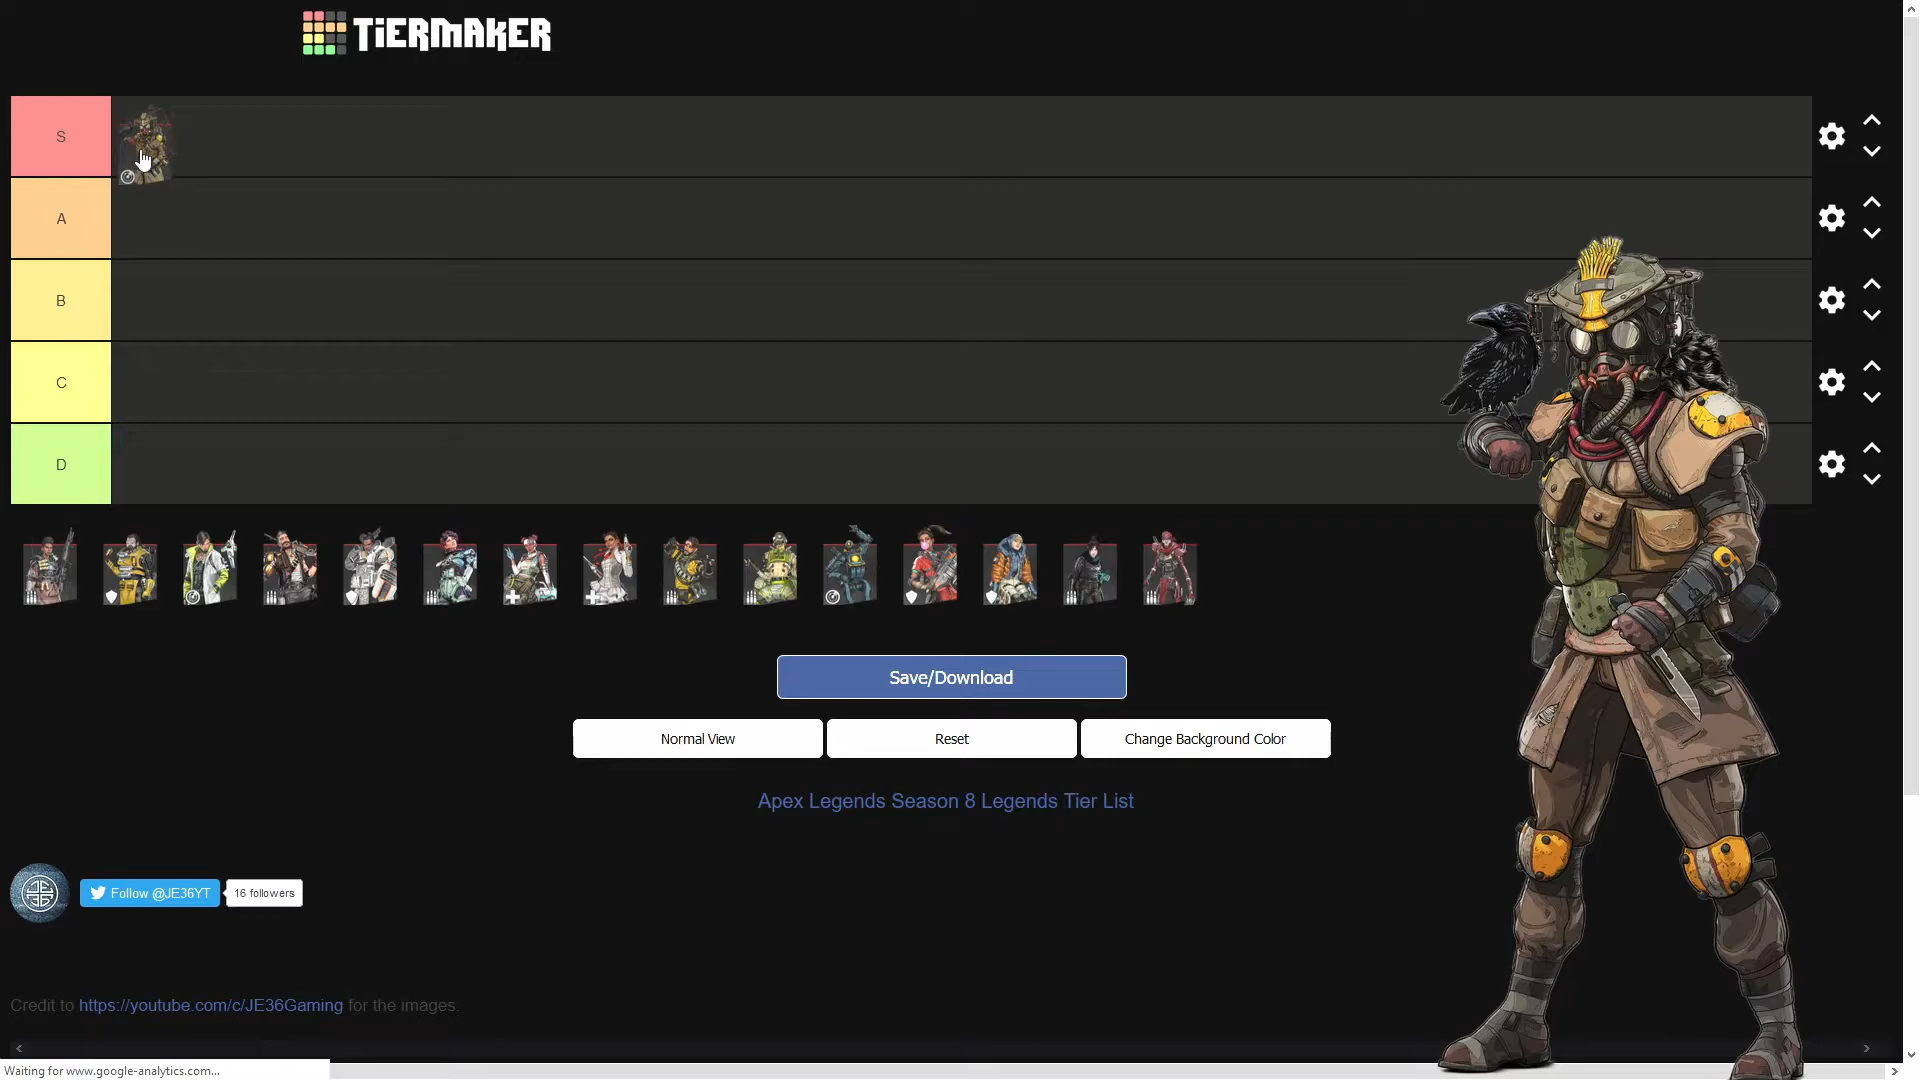 TIERMAKER
S
A
B
C
D
Save/Download
Normal View
Reset
Change Background Color
Apex Legends Season 8 Legends Tier List
Follow @JE36YT
16 followers
Credit to https://youtube.com/c/JE36Gaming for the images.
Waiting for www.google-analytics.com...